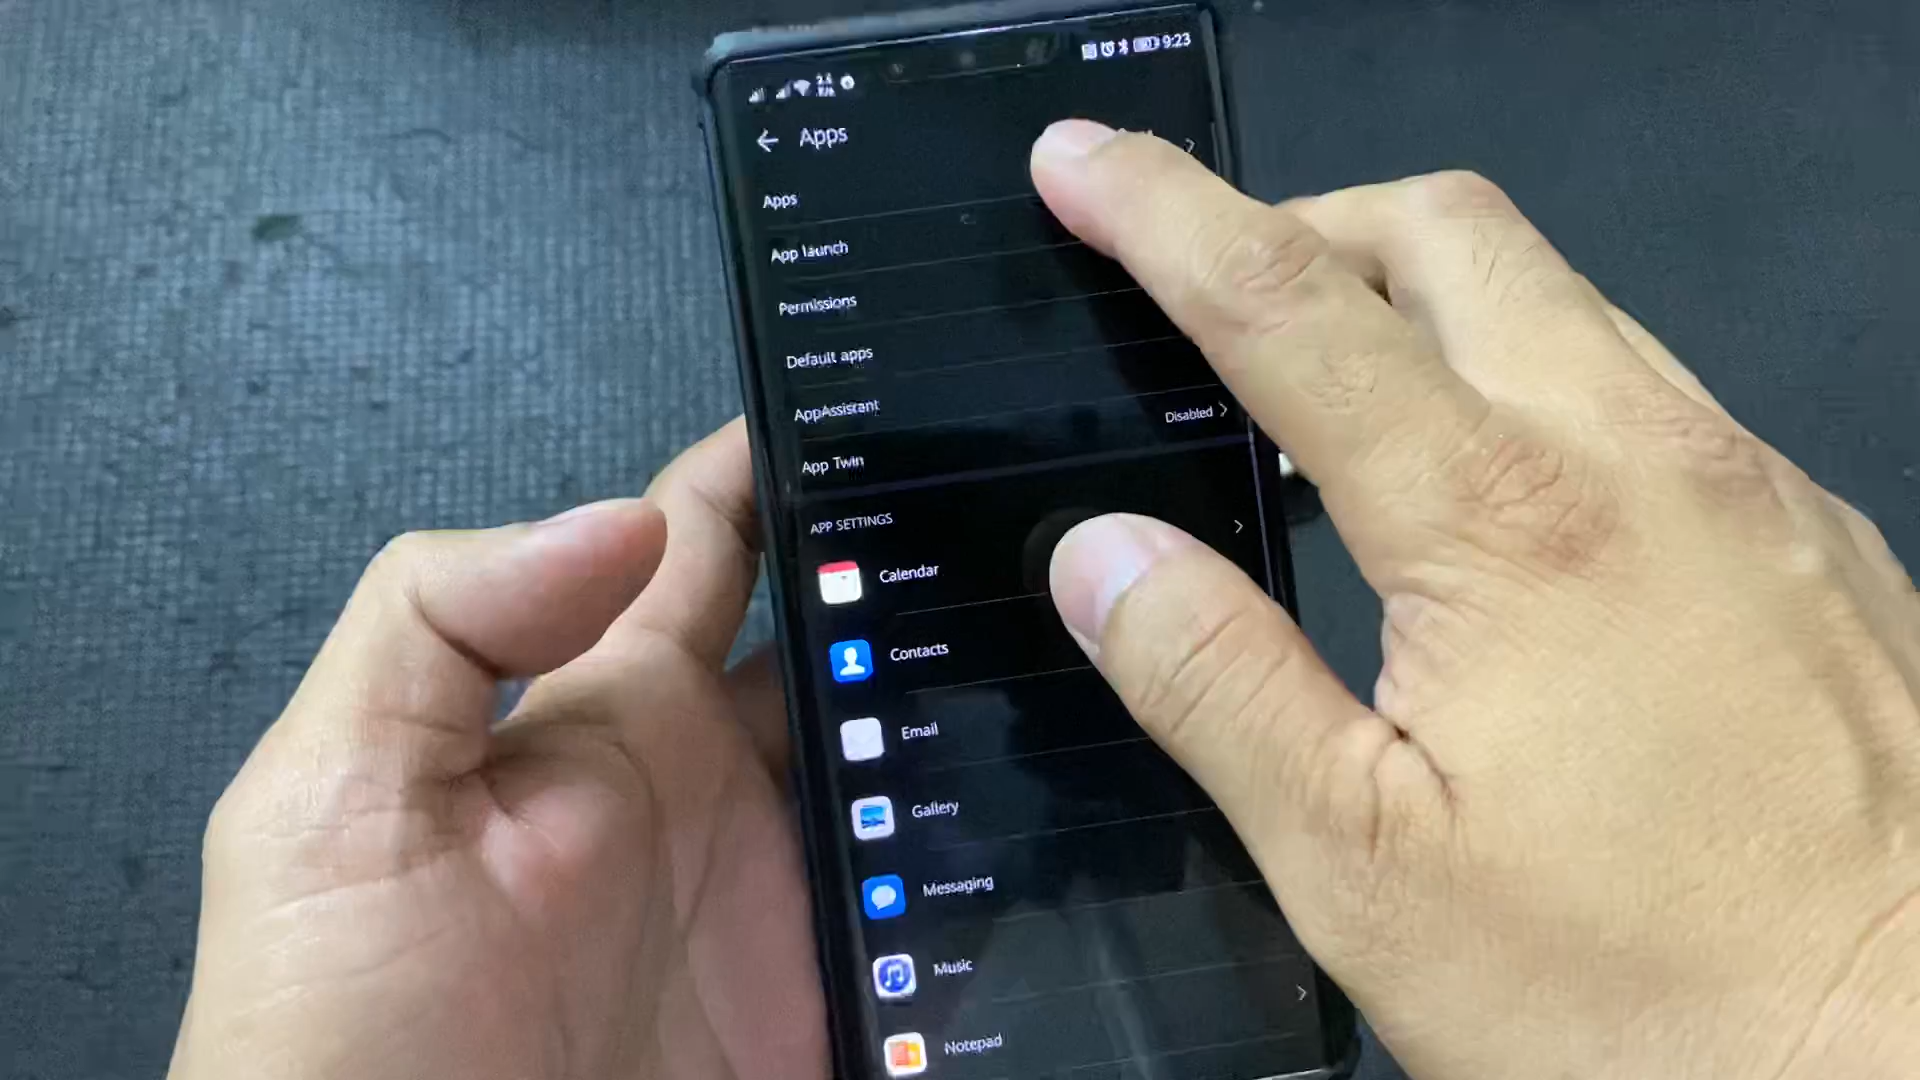 9:23
Apps
Apps
App launch
Permissions
Default apps
AppAssistant
Disabled
App Twin
APP SETTINGS
Calendar
Contacts
Email
Gallery
Messaging
Music
Notepad